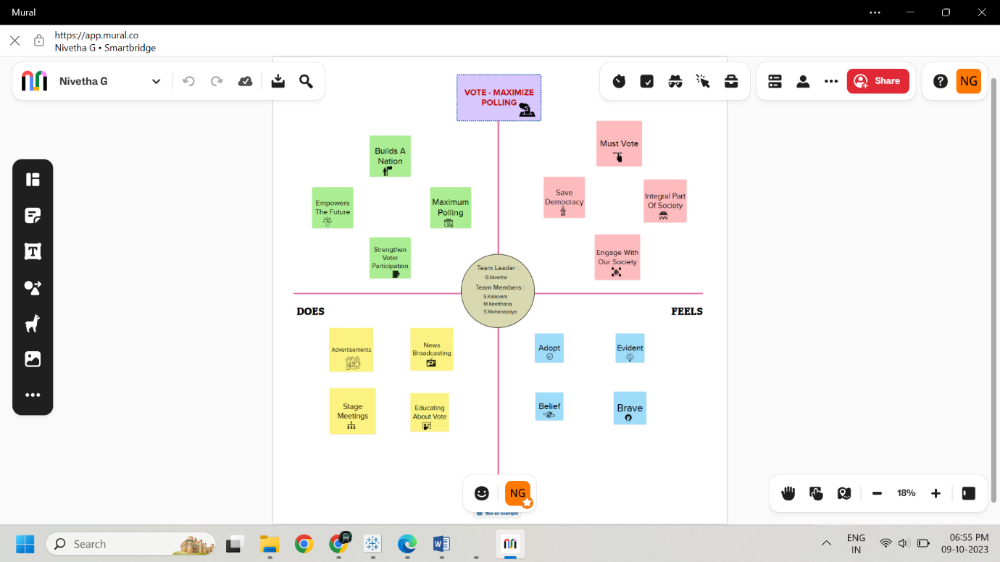 Mural
https://app.mural.co
Nivetha G • Smartbridge
Nivetha G
Share
NG
VOTE - MAXIMIZE
POLLING
Builds A
Nation
Empowers
The Future
Maximum
Polling
Strengthen
Voter
Participation
Must Vote
Save
Democracy
Integral Part
Of Society
Engage With
Our Society
Team Leader :
G.Nivetha
Team Members :
S.Kalaivani
M.Keerthana
S.Mohanapriya
DOES
FEELS
Advertisements
News
Broadcasting
Stage
Meetings
Educating
About Vote
Adopt
Evident
Belief
Brave
NG
See an example
18%
Search
ENG
IN
06:55 PM
09-10-2023